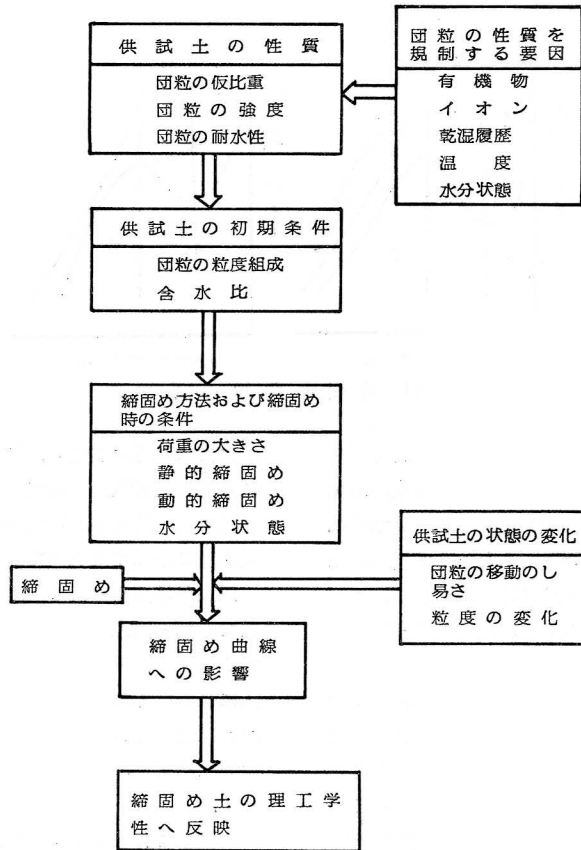 供試土の性質
団粒の仮比重
団粒の強度
団粒の耐水性
団粒の性質を
規制する要因
有機物
イオン
乾湿履歴
温度
水分状態
供試土の初期条件
団粒の粒度組成
含水比
締固め方法および締固め
時の条件
荷重の大きさ
静的締固め
動的締固め
水分状態
供試土の状態の変化
団粒の移動のし
易さ
粒度の変化
締固め
締固め曲線
への影響
締固め土の理工学
性へ反映